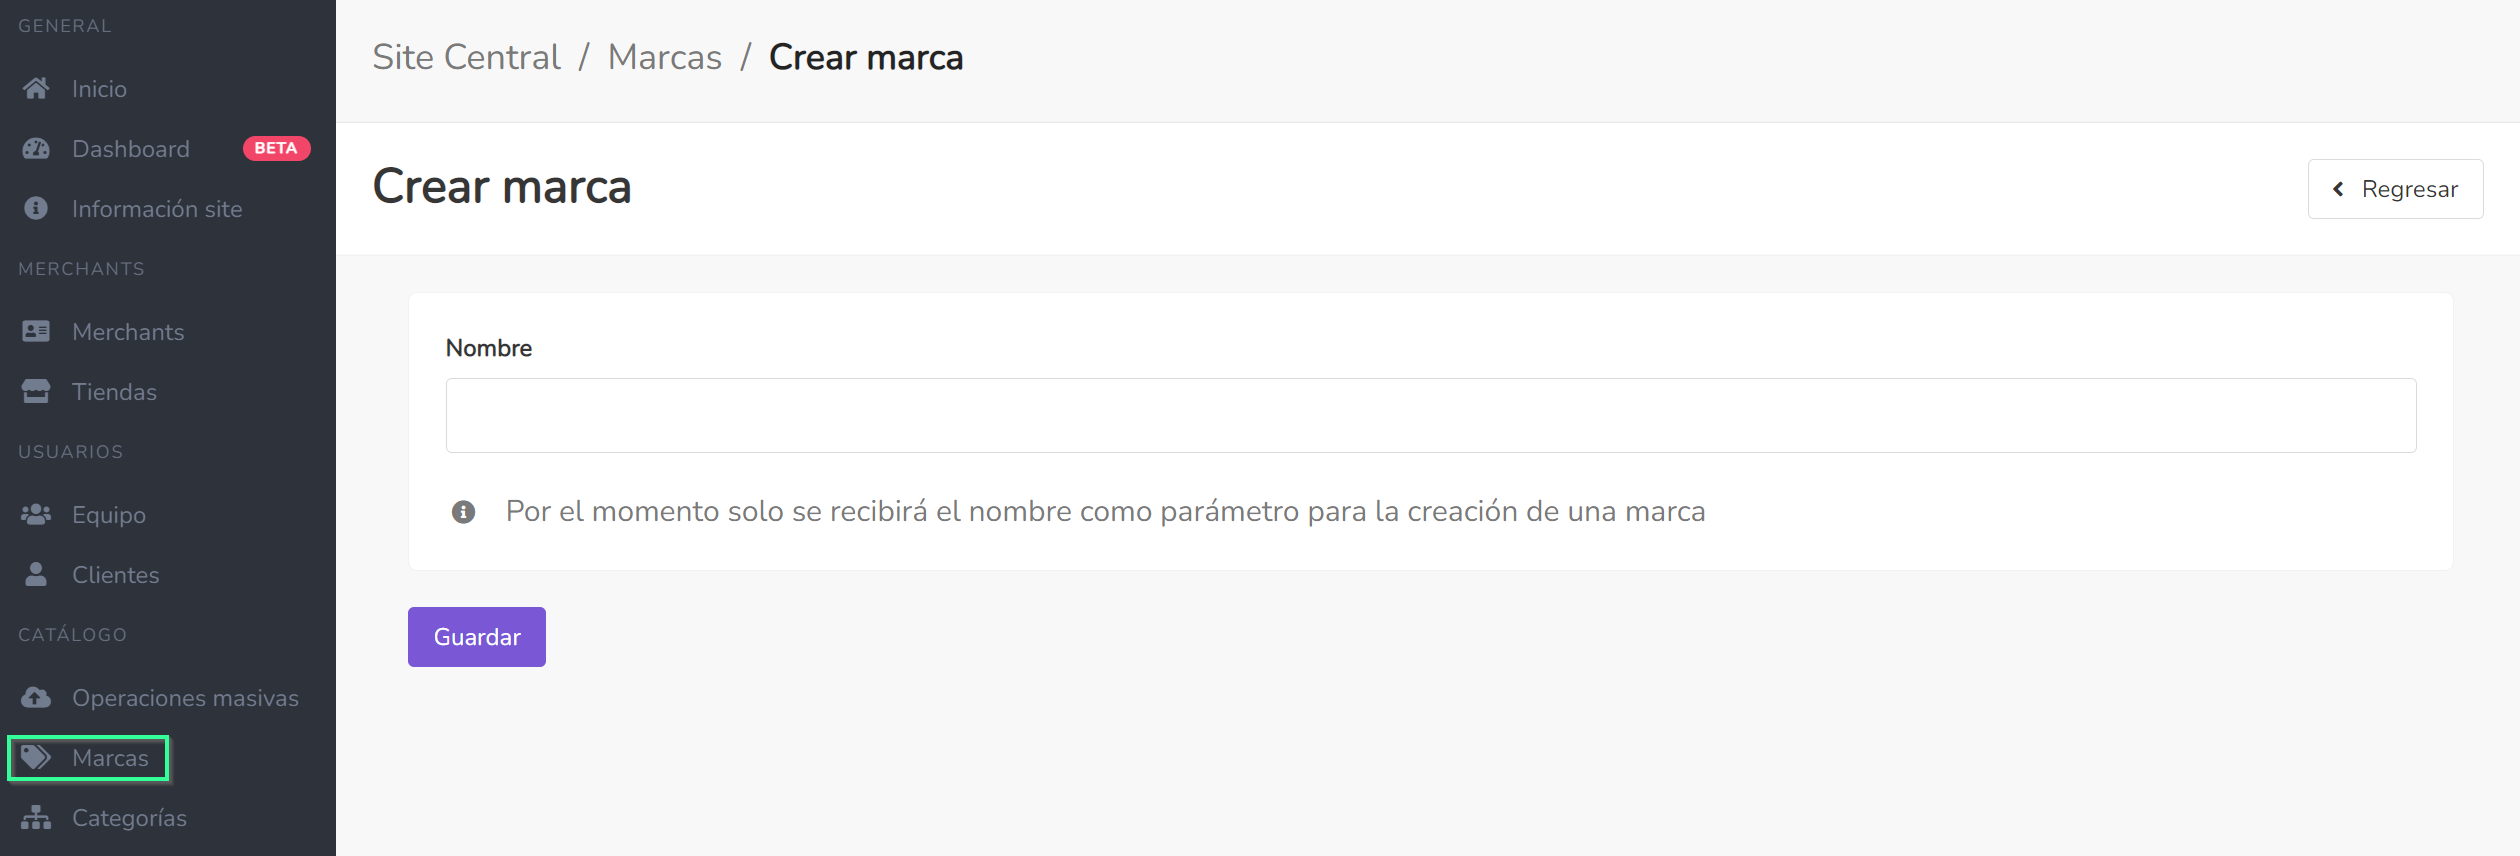 GENERAL
Inicio
Dashboard BETA
Información site
MERCHANTS
Merchants
Tiendas
USUARIOS
Equipo
Clientes
CATÁLOGO
Operaciones masivas
Marcas
Categorías
Site Central / Marcas / Crear marca
Crear marca
Regresar
Nombre
Por el momento solo se recibirá el nombre como parámetro para la creación de una marca
Guardar